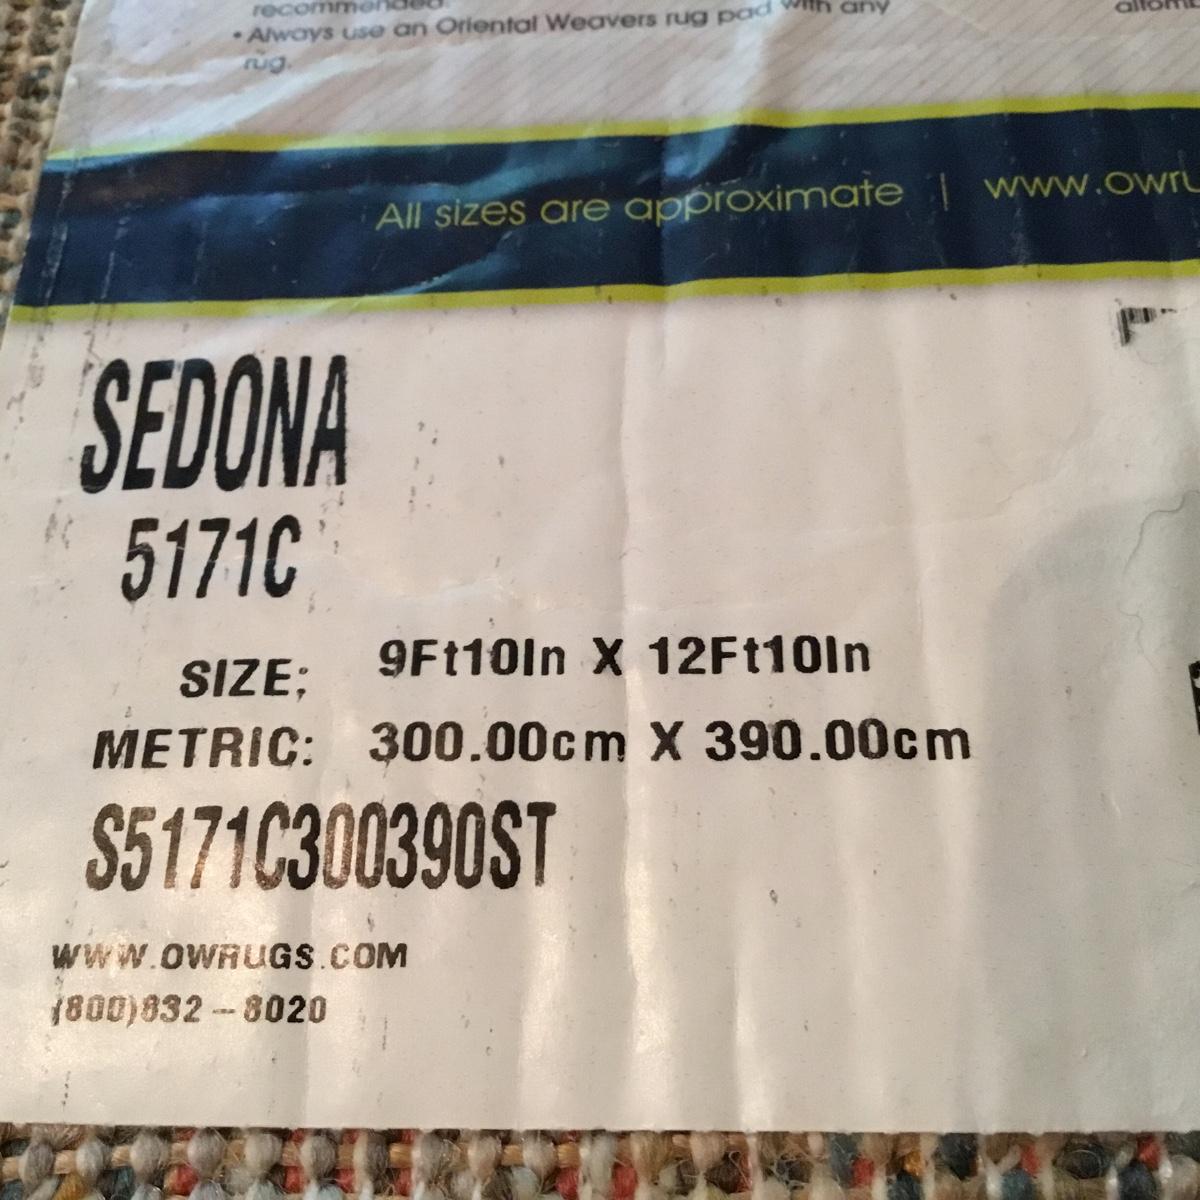 recommended.
• Always use an Oriental Weavers rug pad with any
rug.
All sizes are approximate | www.owru
SEDONA
5171C
SIZE; 9Ft10In X 12Ft10In
METRIC: 300.00cm X 390.00cm
S5171C300390ST
WWW.OWRUGS.COM
(800)832-8020